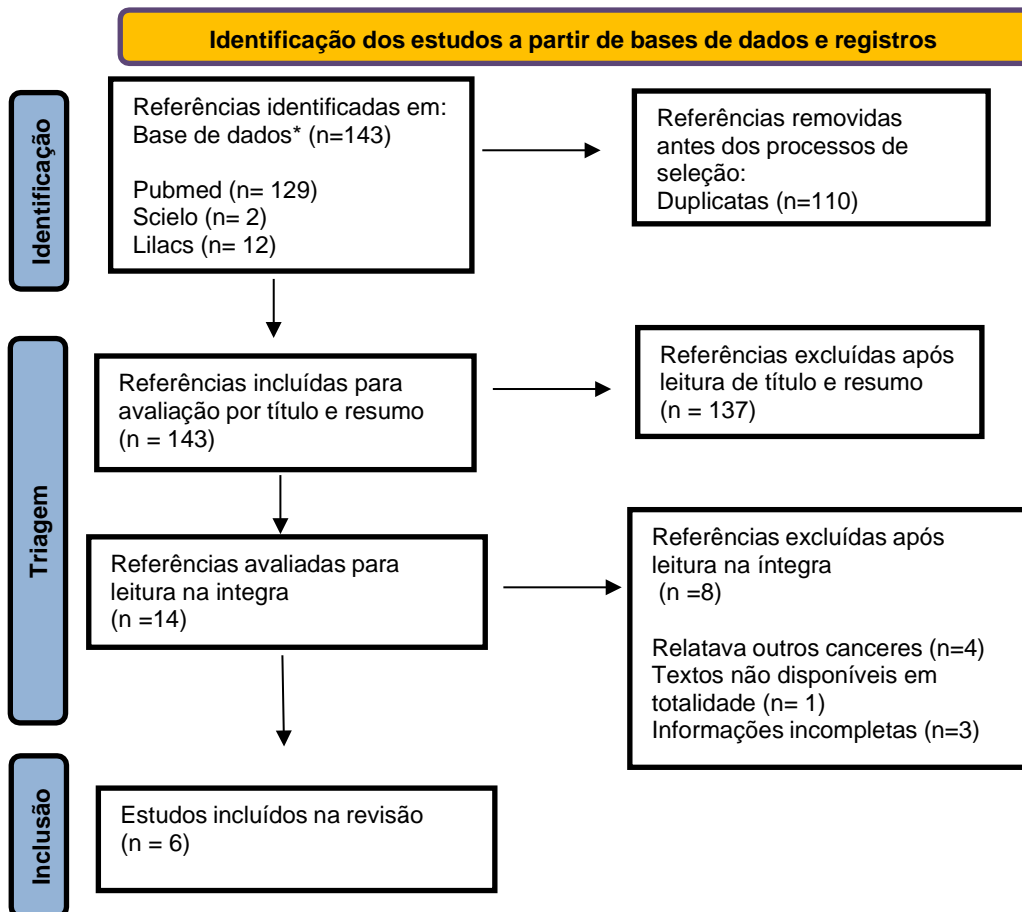 Identificação dos estudos a partir de bases de dados e registros
Identificação
Referências identificadas em:
Base de dados* (n=143)
Pubmed (n= 129)
Scielo (n= 2)
Lilacs (n= 12)
Referências removidas
antes dos processos de
seleção:
Duplicatas (n=110)
Triagem
Referências incluídas para
avaliação por título e resumo
(n = 143)
Referências excluídas após
leitura de título e resumo
(n = 137)
Referências avaliadas para
leitura na integra
(n =14)
Referências excluídas após
leitura na íntegra
(n =8)
Relatava outros canceres (n=4)
Textos não disponíveis em
totalidade (n= 1)
Informações incompletas (n=3)
Inclusão
Estudos incluídos na revisão
(n = 6)